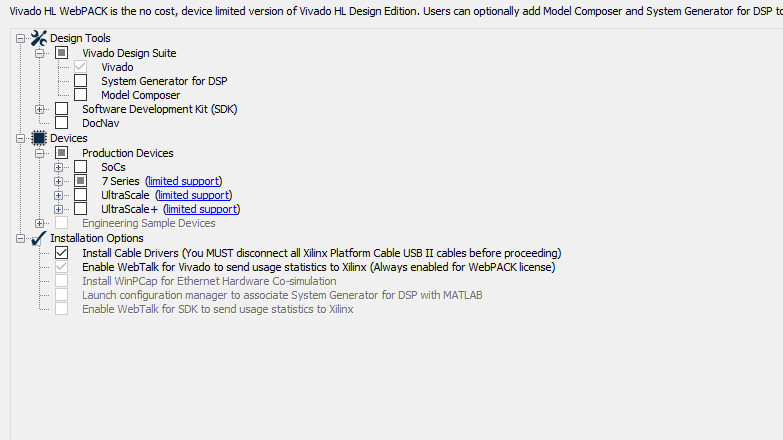 Vivado HL WebPACK is the no cost, device limited version of Vivado HL Design Edition. Users can optionally add Model Composer and System Generator for DSP to
Design Tools
Vivado Design Suite
Vivado
System Generator for DSP
Model Composer
Software Development Kit (SDK)
DocNav
Devices
Production Devices
SoCs
7 Series (limited support)
UltraScale (limited support)
UltraScale+ (limited support)
Engineering Sample Devices
Installation Options
Install Cable Drivers (You MUST disconnect all Xilinx Platform Cable USB II cables before proceeding)
Enable WebTalk for Vivado to send usage statistics to Xilinx (Always enabled for WebPACK license)
Install WinPCap for Ethernet Hardware Co-simulation
Launch configuration manager to associate System Generator for DSP with MATLAB
Enable WebTalk for SDK to send usage statistics to Xilinx